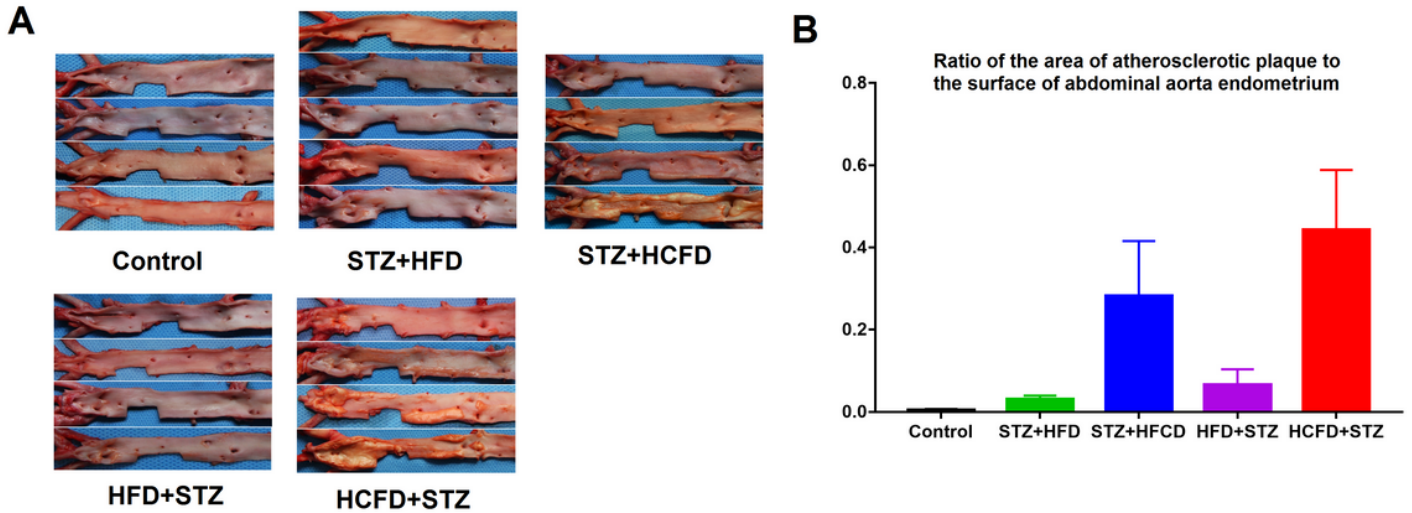 A
Control
STZ+HFD
STZ+HCFD
HFD+STZ
HCFD+STZ
B
Ratio of the area of atherosclerotic plaque to
the surface of abdominal aorta endometrium
0.8
0.6
0.4
0.2
0.0
Control
STZ+HFD
STZ+HFCD
HFD+STZ
HCFD+STZ